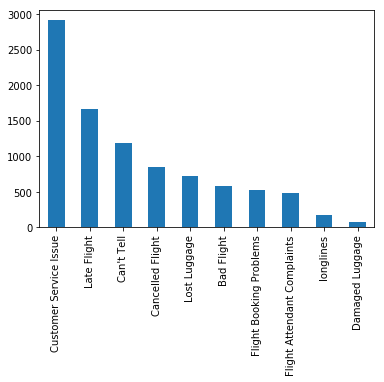 3000
2500
2000
1500
1000
500
0
Customer Service Issue
Late Flight
Can't Tell
Cancelled Flight
Lost Luggage
Bad Flight
Flight Booking Problems
Flight Attendant Complaints
longlines
Damaged Luggage